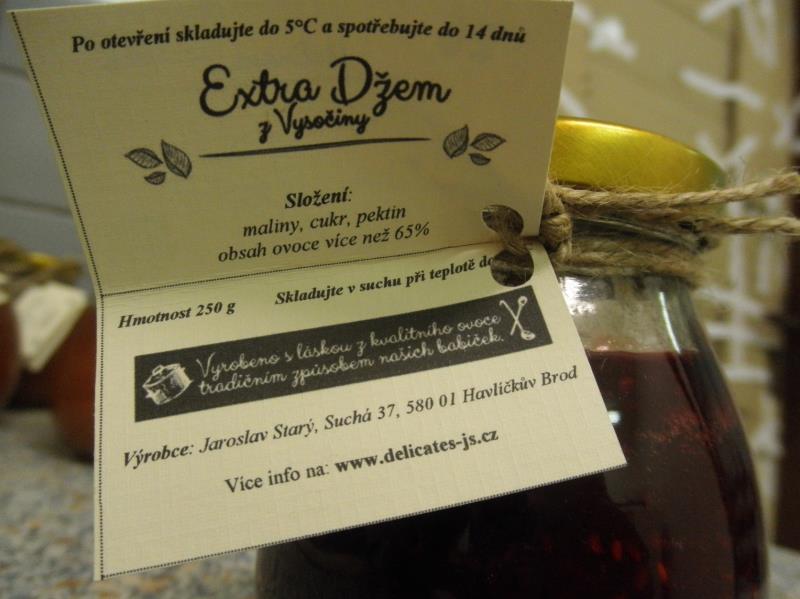 Po otevření skladujte do 5°C a spotřebujte do 14 dnů
Extra Džem
z Vysočiny
Složení:
maliny, cukr, pektin
obsah ovoce více než 65%
Hmotnost 250 g
Skladujte v suchu při teplotě do
Vyrobeno s láskou z kvalitního ovoce
tradičním způsobem našich babiček.
Výrobce: Jaroslav Starý, Suchá 37, 580 01 Havlíčkův Brod
Více info na: www.delicates-js.cz